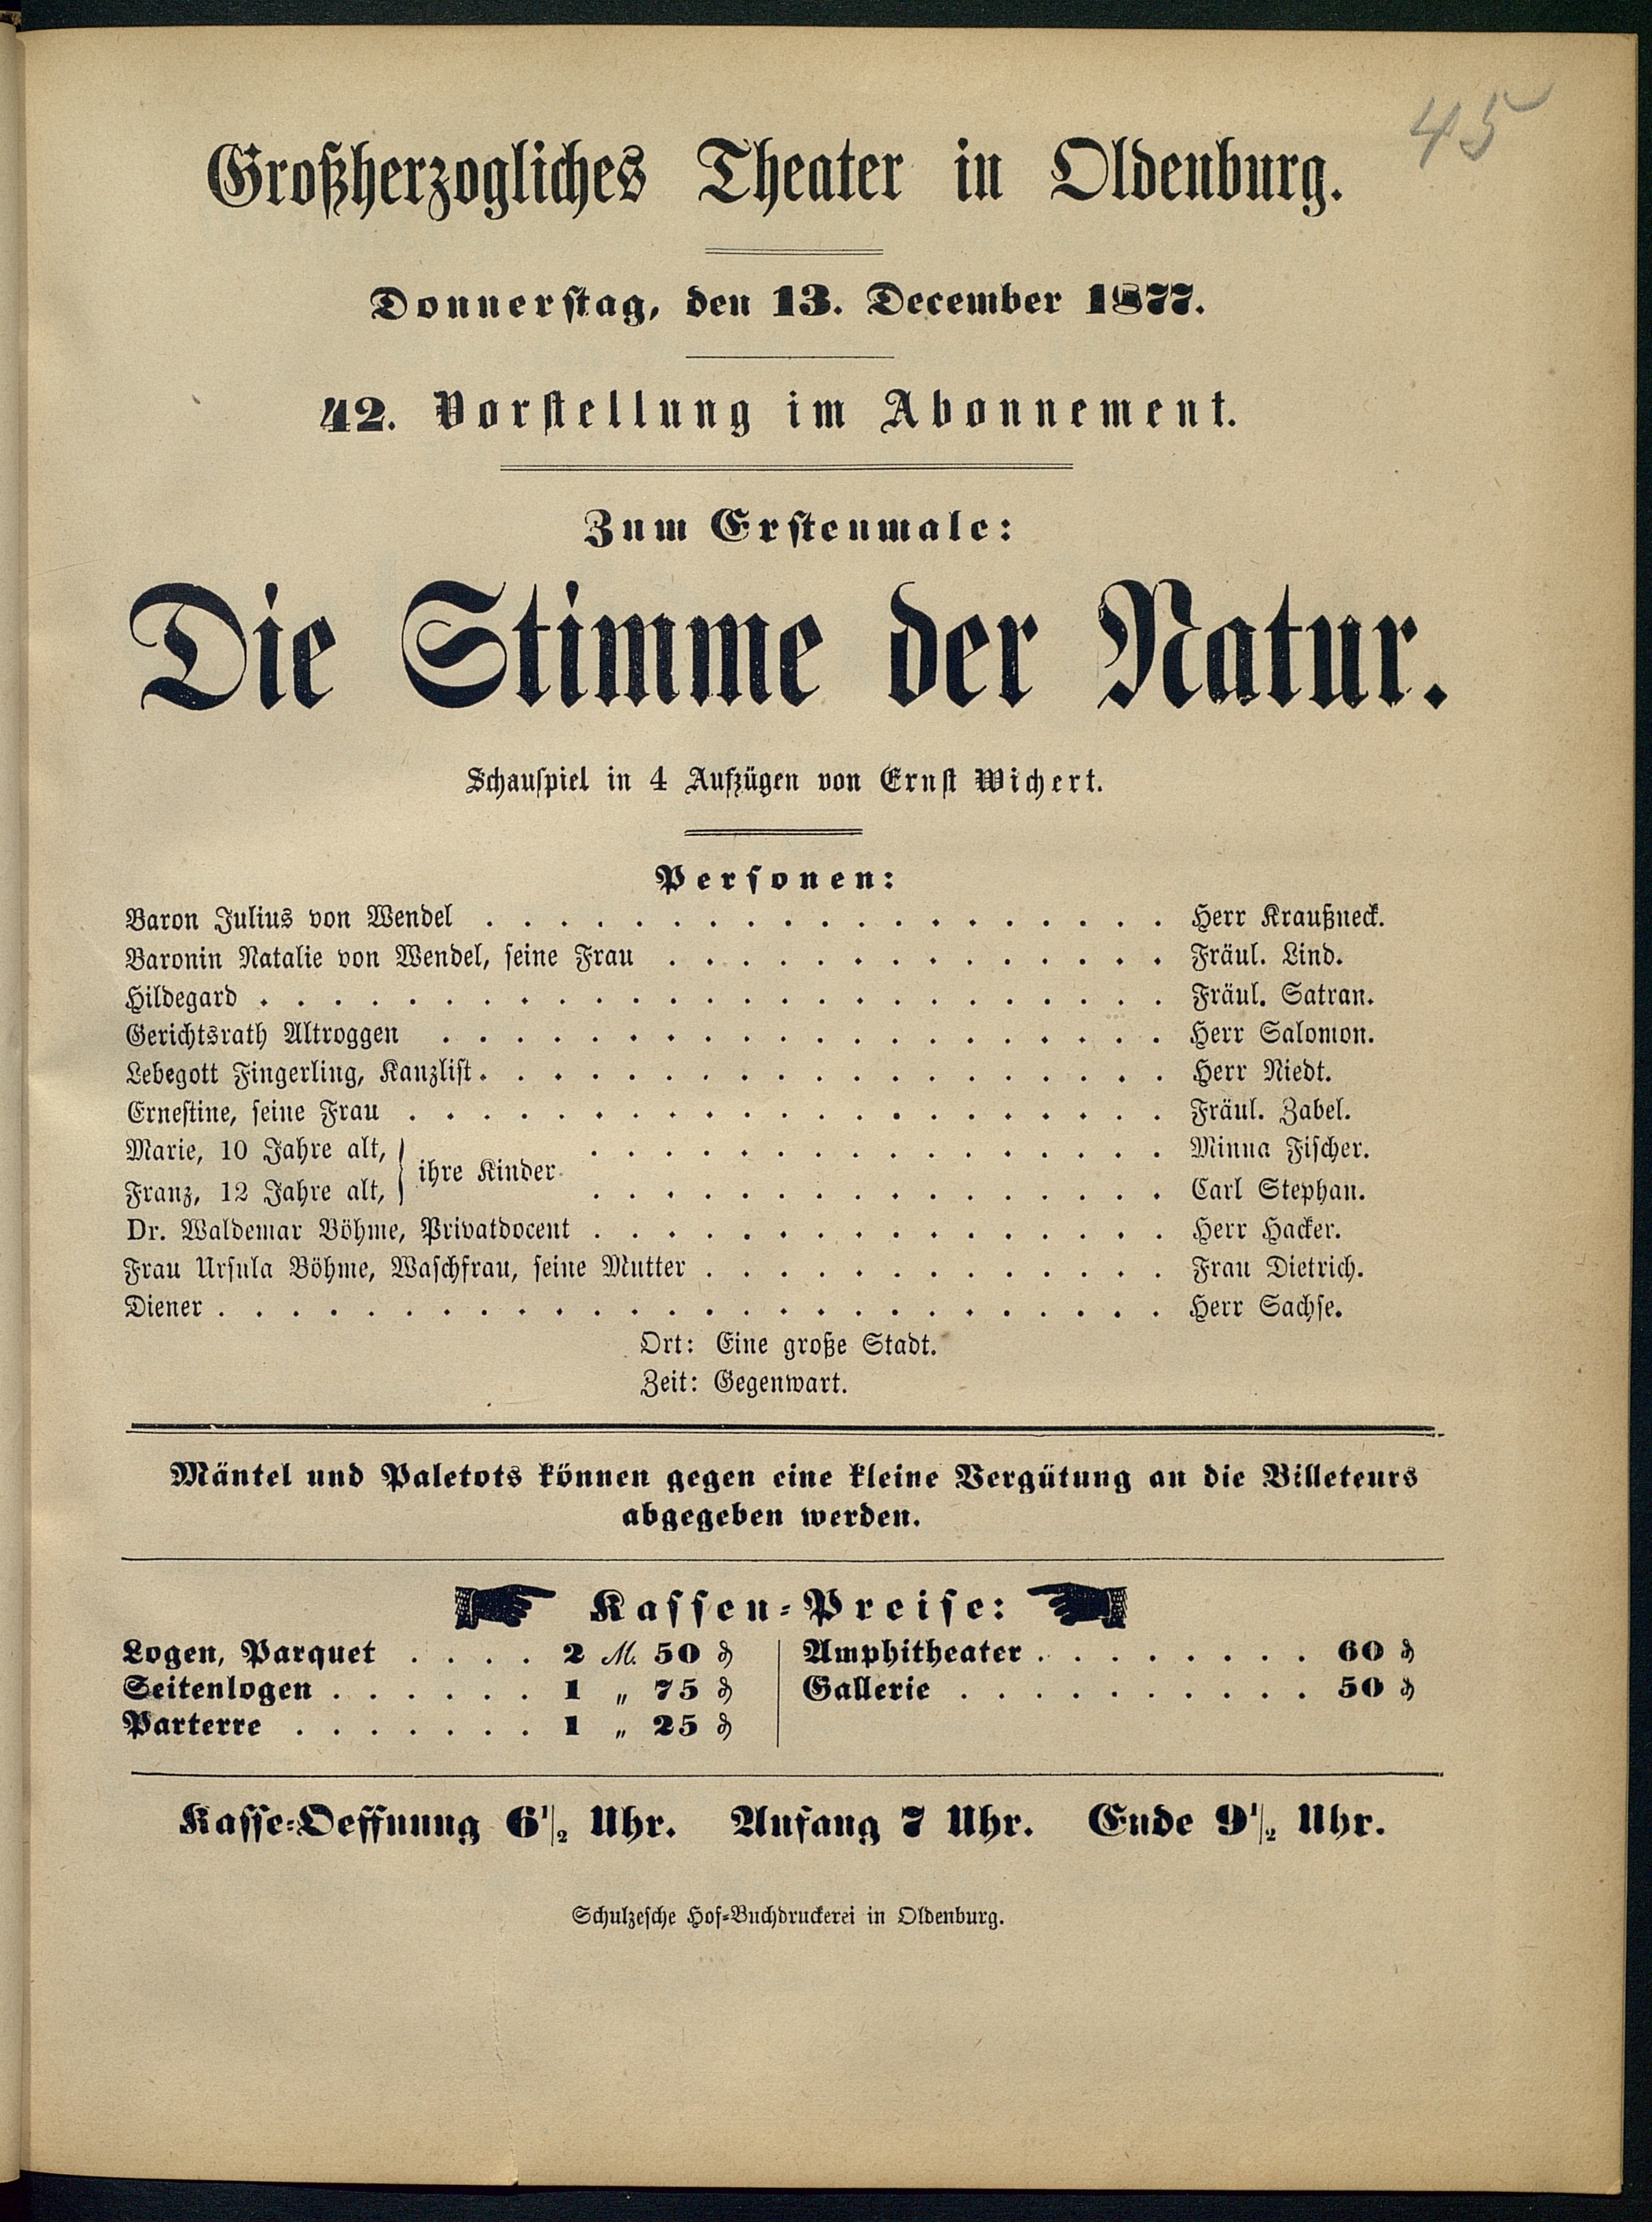 45
Großherzogliches Theater in Oldenburg.
Donnerstag, den 13. December 1877.
42. Vorstellung im Abonnement.
Zum Erstenmale:
Die Stimme der Natur.
Schauspiel in 4 Aufzügen von Ernst Wichert.
Personen:
Baron Julius von Wendel . . . . . . . . . . . . . . . . . . . Herr Kraußneck.
Baronin Natalie von Wendel, seine Frau . . . . . . . . . . . . . . Fräul. Lind.
Hildegard . . . . . . . . . . . . . . . . . . . . . . . . . Fräul. Satran.
Gerichtsrath Altroggen . . . . . . . . . . . . . . . . . . . . Herr Salomon.
Lebegott Fingerling, Kanzlist . . . . . . . . . . . . . . . . . . . Herr Niedt.
Ernestine, seine Frau . . . . . . . . . . . . . . . . . . . . . Fräul. Zabel.
Marie, 10 Jahre alt, } ihre Kinder . . . . . . . . . . . . . . . . Minna Fischer.
Franz, 12 Jahre alt, . . . . . . . . . . . . . . . . Carl Stephan.
Dr. Waldemar Böhme, Privatdocent . . . . . . . . . . . . . . . . Herr Hacker.
Frau Ursula Böhme, Waschfrau, seine Mutter . . . . . . . . . . . . . Frau Dietrich.
Diener . . . . . . . . . . . . . . . . . . . . . . . . . . Herr Sachse.
Ort: Eine große Stadt.
Zeit: Gegenwart.
Mäntel und Paletots können gegen eine kleine Vergütung an die Billeteurs
abgegeben werden.
Kassen-Preise:
Logen, Parquet . . . . 2 M. 50 ₰
Seitenlogen . . . . . . 1 „ 75 ₰
Parterre . . . . . . . 1 „ 25 ₰
Amphitheater . . . . . . . . 60 ₰
Gallerie . . . . . . . . . . 50 ₰
Kasse-Oeffnung 6 1/2 Uhr. Anfang 7 Uhr. Ende 9 1/2 Uhr.
Schulzesche Hof-Buchdruckerei in Oldenburg.